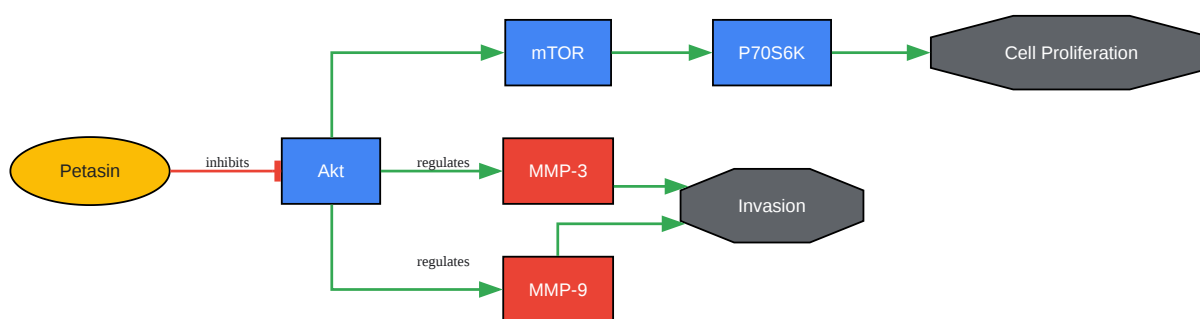 mTOR
P70S6K
Cell Proliferation
Petasin
inhibits
Akt
regulates
MMP-3
Invasion
regulates
MMP-9